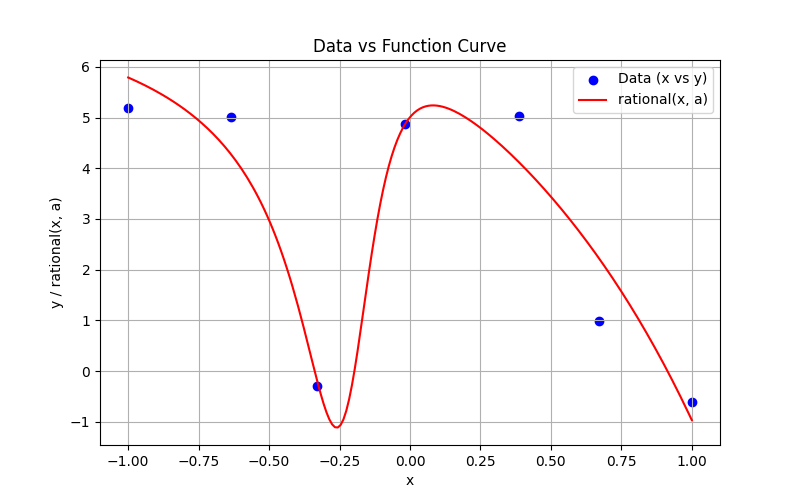 Data vs Function Curve
Data (x vs y)
rational(x, a)
y / rational(x, a)
6
5
4
3
2
1
0
−1
−1.00 −0.75 −0.50 −0.25 0.00 0.25 0.50 0.75 1.00
x